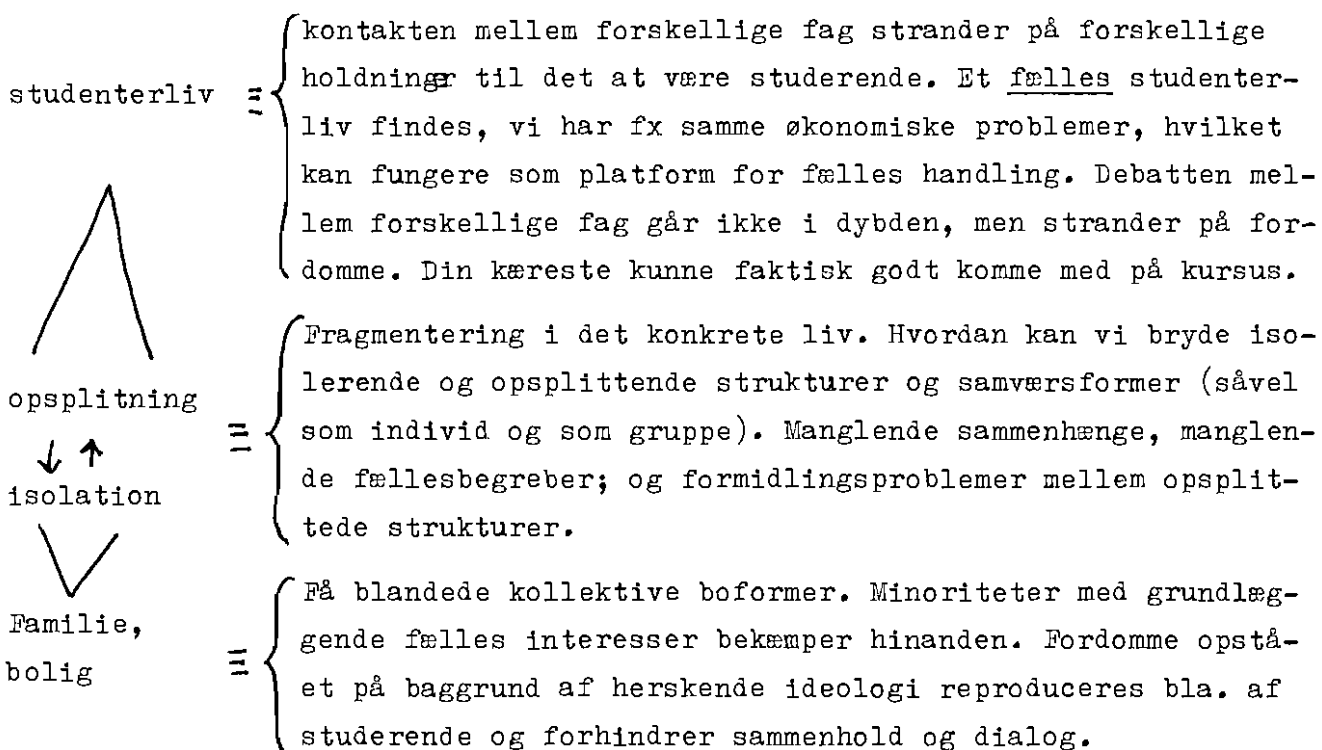 studenterliv
kontakten mellem forskellige fag strander på forskellige
holdninger til det at være studerende. Et fælles studenter-
liv findes, vi har fx samme økonomiske problemer, hvilket
kan fungere som platform for fælles handling. Debatten mel-
lem forskellige fag går ikke i dybden, men strander på for-
domme. Din kæreste kunne faktisk godt komme med på kursus.
opsplitning
↓ ↑
isolation
Fragmentering i det konkrete liv. Hvordan kan vi bryde iso-
lerende og opsplittende strukturer og samværsformer (såvel
som individ og som gruppe). Manglende sammenhænge, manglen-
de fællesbegreber; og formidlingsproblemer mellem opsplit-
tede strukturer.
Familie,
bolig
Få blandede kollektive boformer. Minoriteter med grundlæg-
gende fælles interesser bekæmper hinanden. Fordomme opstå-
et på baggrund af herskende ideologi reproduceres bla. af
studerende og forhindrer sammenhold og dialog.